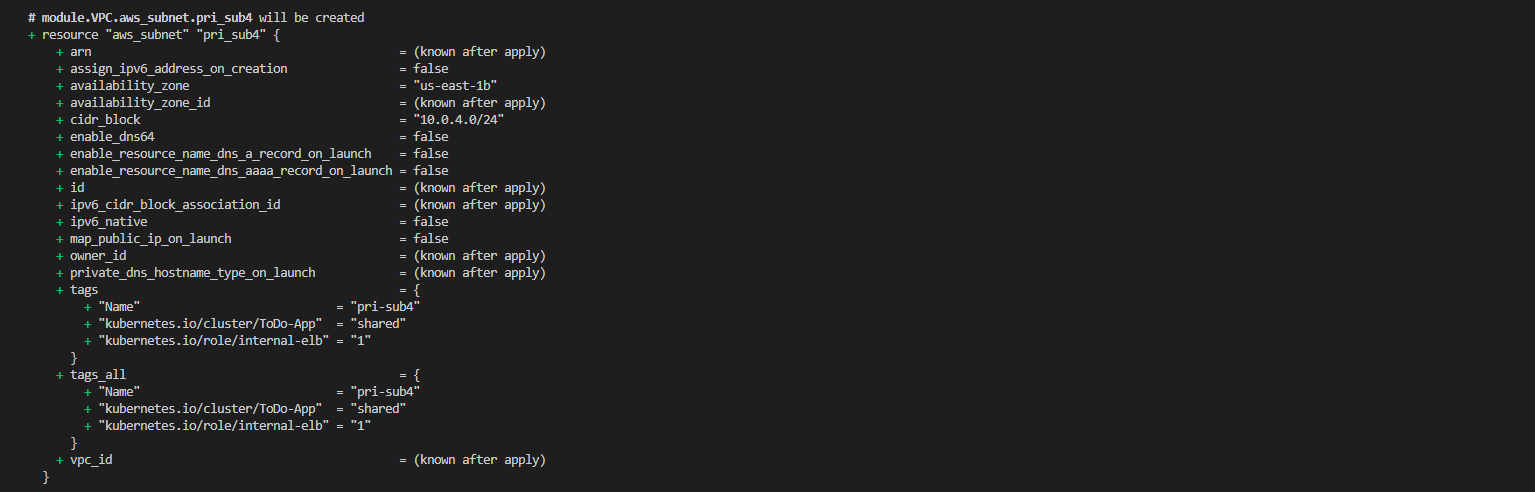 # module.VPC.aws_subnet.pri_sub4 will be created
+ resource "aws_subnet" "pri_sub4" {
+ arn = (known after apply)
+ assign_ipv6_address_on_creation = false
+ availability_zone = "us-east-1b"
+ availability_zone_id = (known after apply)
+ cidr_block = "10.0.4.0/24"
+ enable_dns64 = false
+ enable_resource_name_dns_a_record_on_launch = false
+ enable_resource_name_dns_aaaa_record_on_launch = false
+ id = (known after apply)
+ ipv6_cidr_block_association_id = (known after apply)
+ ipv6_native = false
+ map_public_ip_on_launch = false
+ owner_id = (known after apply)
+ private_dns_hostname_type_on_launch = (known after apply)
+ tags = {
+ "Name" = "pri-sub4"
+ "kubernetes.io/cluster/ToDo-App" = "shared"
+ "kubernetes.io/role/internal-elb" = "1"
}
+ tags_all = {
+ "Name" = "pri-sub4"
+ "kubernetes.io/cluster/ToDo-App" = "shared"
+ "kubernetes.io/role/internal-elb" = "1"
}
+ vpc_id = (known after apply)
}